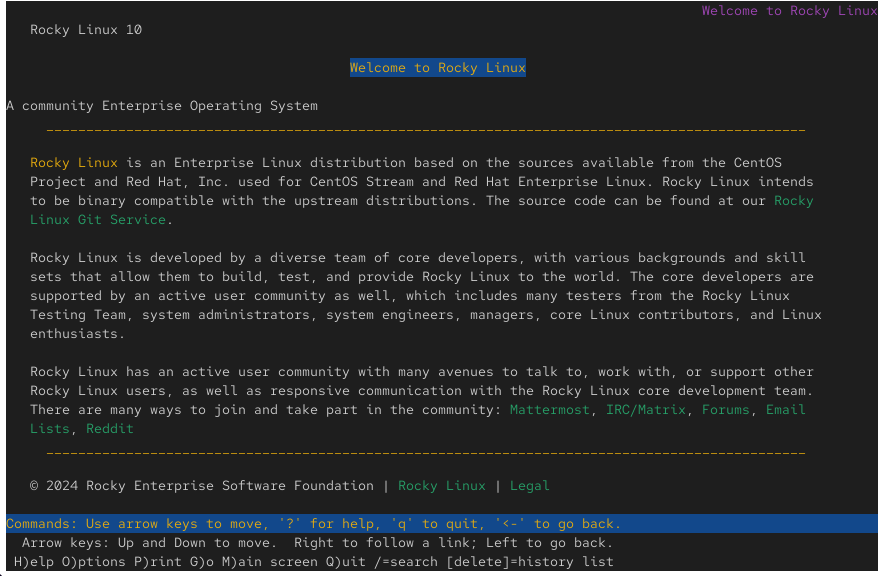 Welcome to Rocky Linux
Rocky Linux 10
Welcome to Rocky Linux
A community Enterprise Operating System
Rocky Linux is an Enterprise Linux distribution based on the sources available from the CentOS
Project and Red Hat, Inc. used for CentOS Stream and Red Hat Enterprise Linux. Rocky Linux intends
to be binary compatible with the upstream distributions. The source code can be found at our Rocky
Linux Git Service.
Rocky Linux is developed by a diverse team of core developers, with various backgrounds and skill
sets that allow them to build, test, and provide Rocky Linux to the world. The core developers are
supported by an active user community as well, which includes many testers from the Rocky Linux
Testing Team, system administrators, system engineers, managers, core Linux contributors, and Linux
enthusiasts.
Rocky Linux has an active user community with many avenues to talk to, work with, or support other
Rocky Linux users, as well as responsive communication with the Rocky Linux core development team.
There are many ways to join and take part in the community: Mattermost, IRC/Matrix, Forums, Email
Lists, Reddit
© 2024 Rocky Enterprise Software Foundation | Rocky Linux | Legal
Commands: Use arrow keys to move, '?' for help, 'q' to quit, '<-' to go back.
Arrow keys: Up and Down to move.  Right to follow a link; Left to go back.
H)elp O)ptions P)rint G)o M)ain screen Q)uit /=search [delete]=history list